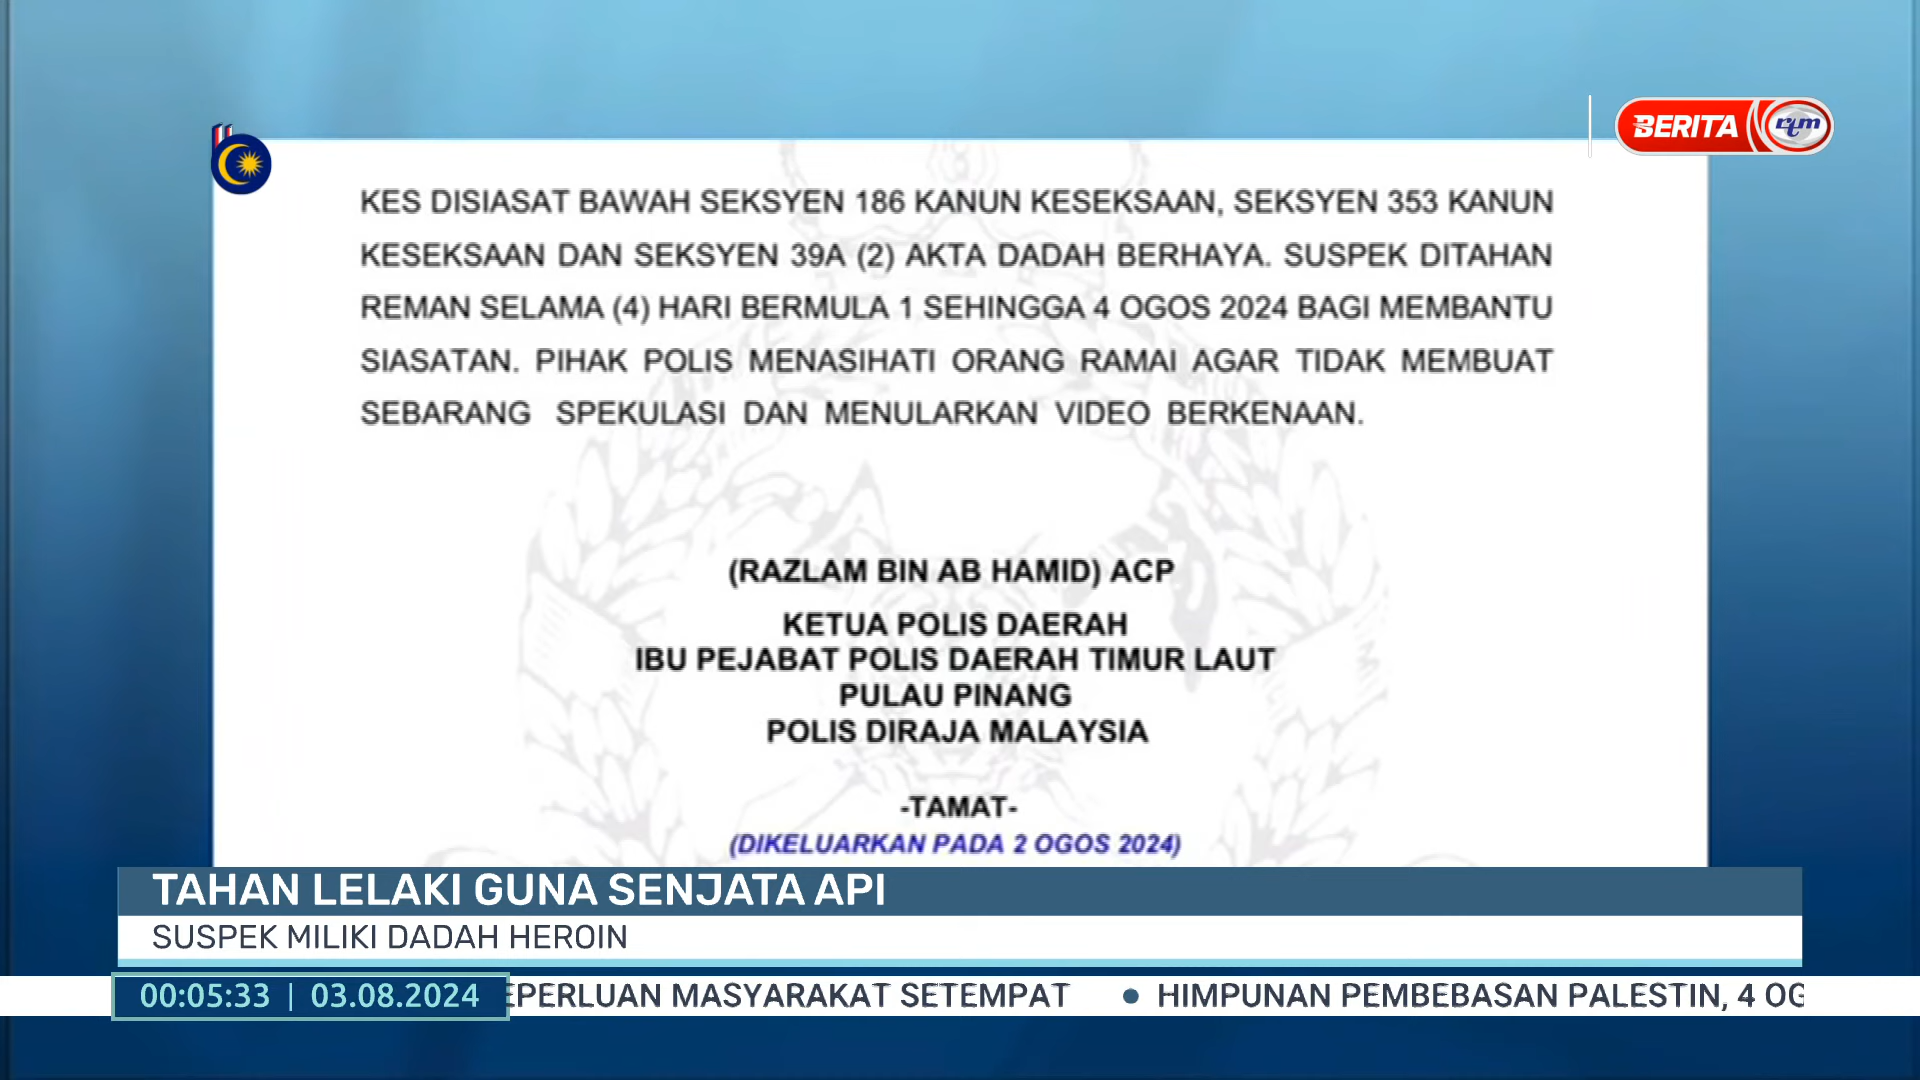 BERITA rtm
KES DISIASAT BAWAH SEKSYEN 186 KANUN KESEKSAAN, SEKSYEN 353 KANUN
KESEKSAAN DAN SEKSYEN 39A (2) AKTA DADAH BERHAYA. SUSPEK DITAHAN
REMAN SELAMA (4) HARI BERMULA 1 SEHINGGA 4 OGOS 2024 BAGI MEMBANTU
SIASATAN. PIHAK POLIS MENASIHATI ORANG RAMAI AGAR TIDAK MEMBUAT
SEBARANG SPEKULASI DAN MENULARKAN VIDEO BERKENAAN.
(RAZLAM BIN AB HAMID) ACP
KETUA POLIS DAERAH
IBU PEJABAT POLIS DAERAH TIMUR LAUT
PULAU PINANG
POLIS DIRAJA MALAYSIA
-TAMAT-
(DIKELUARKAN PADA 2 OGOS 2024)
TAHAN LELAKI GUNA SENJATA API
SUSPEK MILIKI DADAH HEROIN
00:05:33 | 03.08.2024 EPERLUAN MASYARAKAT SETEMPAT • HIMPUNAN PEMBEBASAN PALESTIN, 4 OG